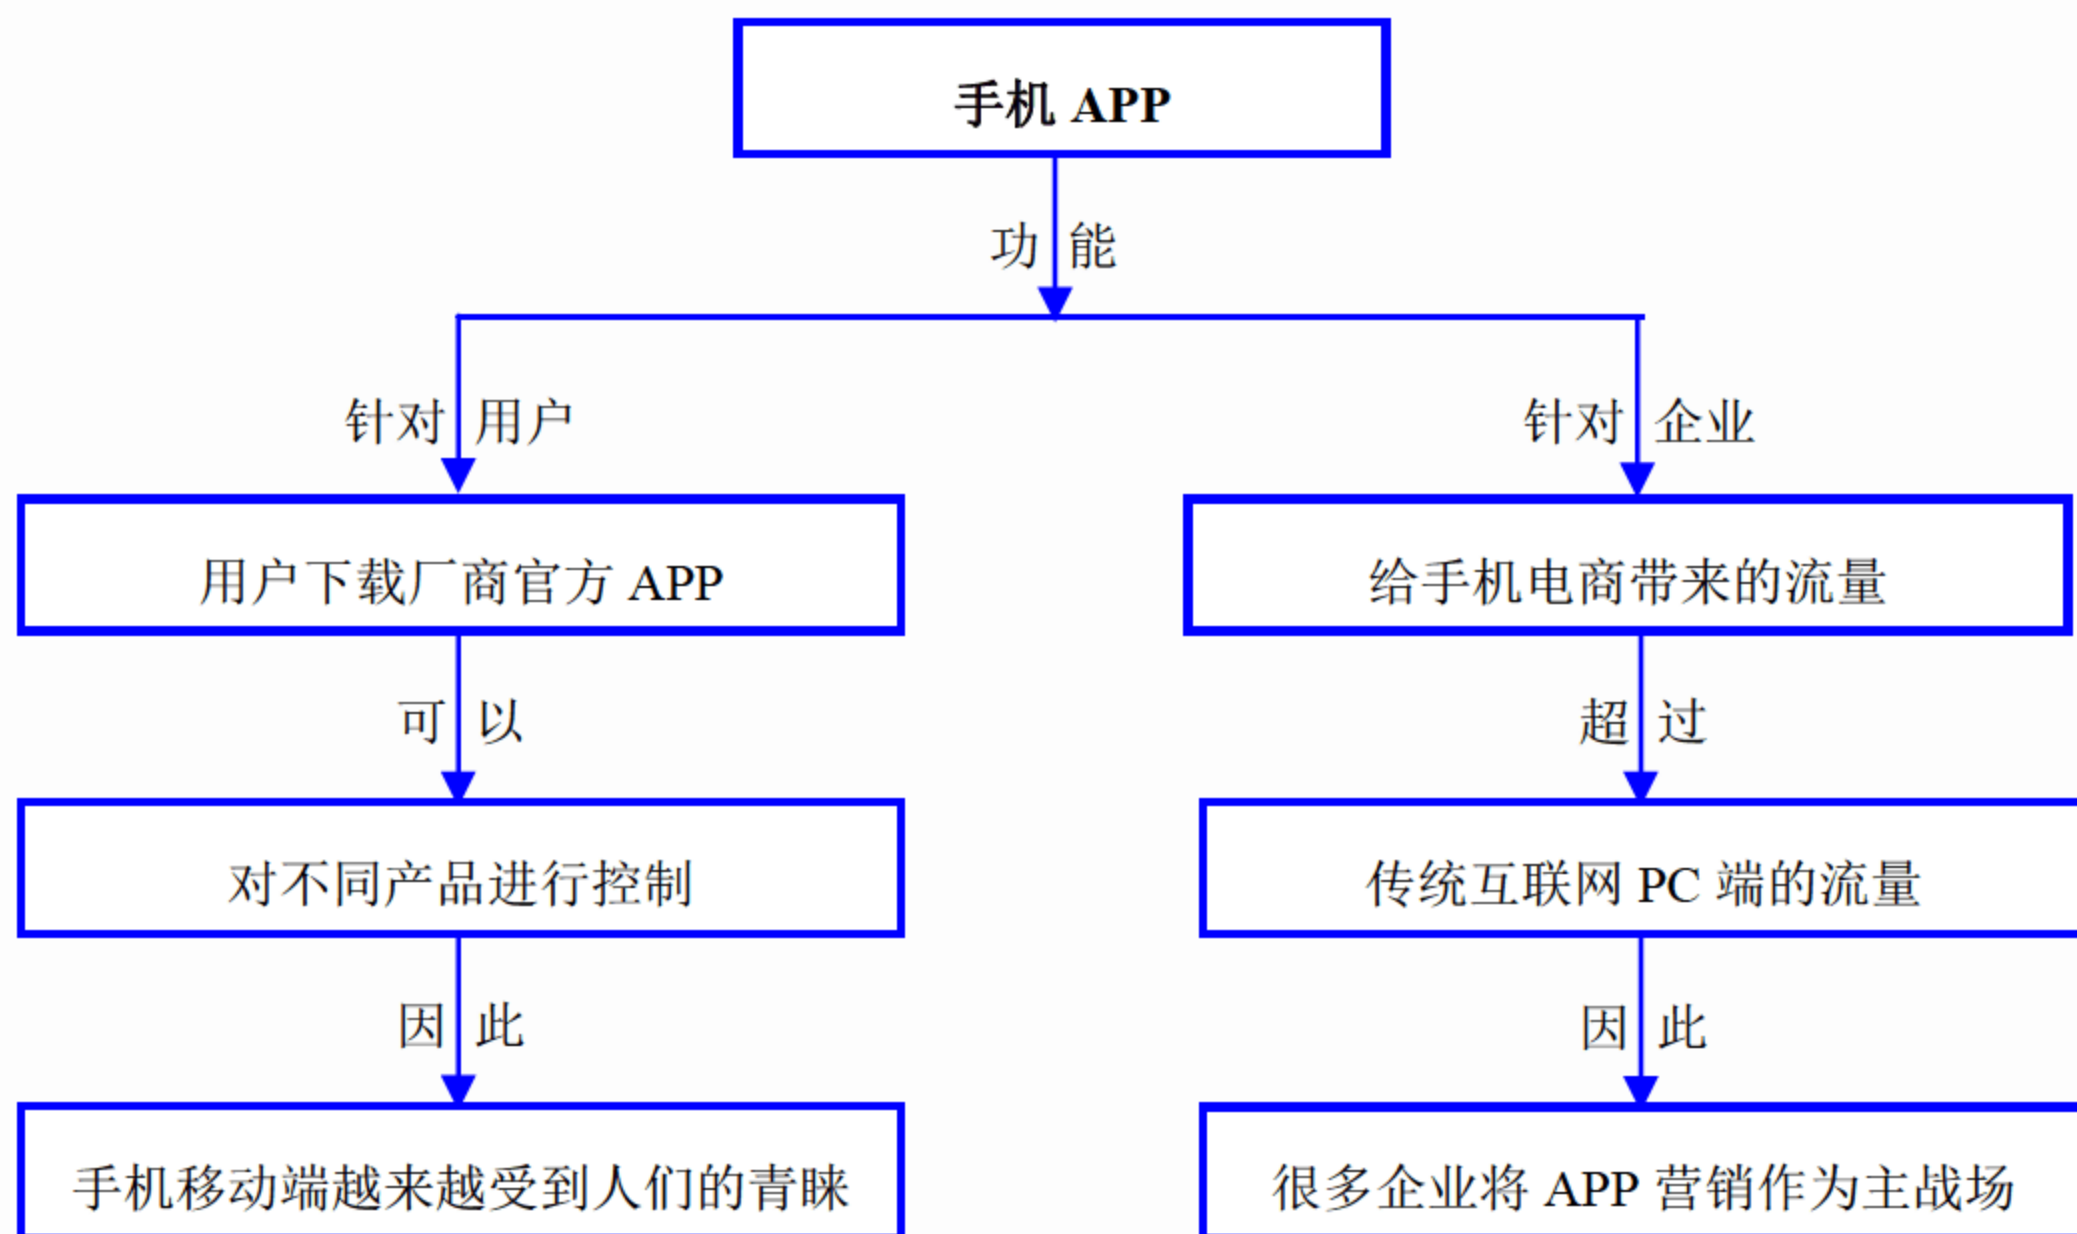 手机 APP
功能
针对用户
针对企业
用户下载厂商官方 APP
给手机电商带来的流量
可以
超过
对不同产品进行控制
传统互联网 PC 端的流量
因此
因此
手机移动端越来越受到人们的青睐
很多企业将 APP 营销作为主战场